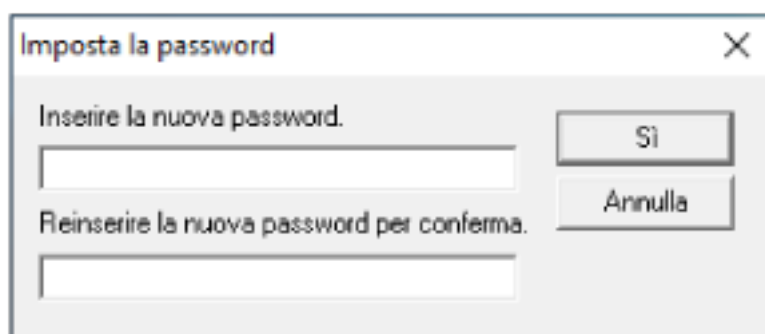 Imposta la password
Inserire la nuova password.
Sì
Annulla
Reinserire la nuova password per conferma.